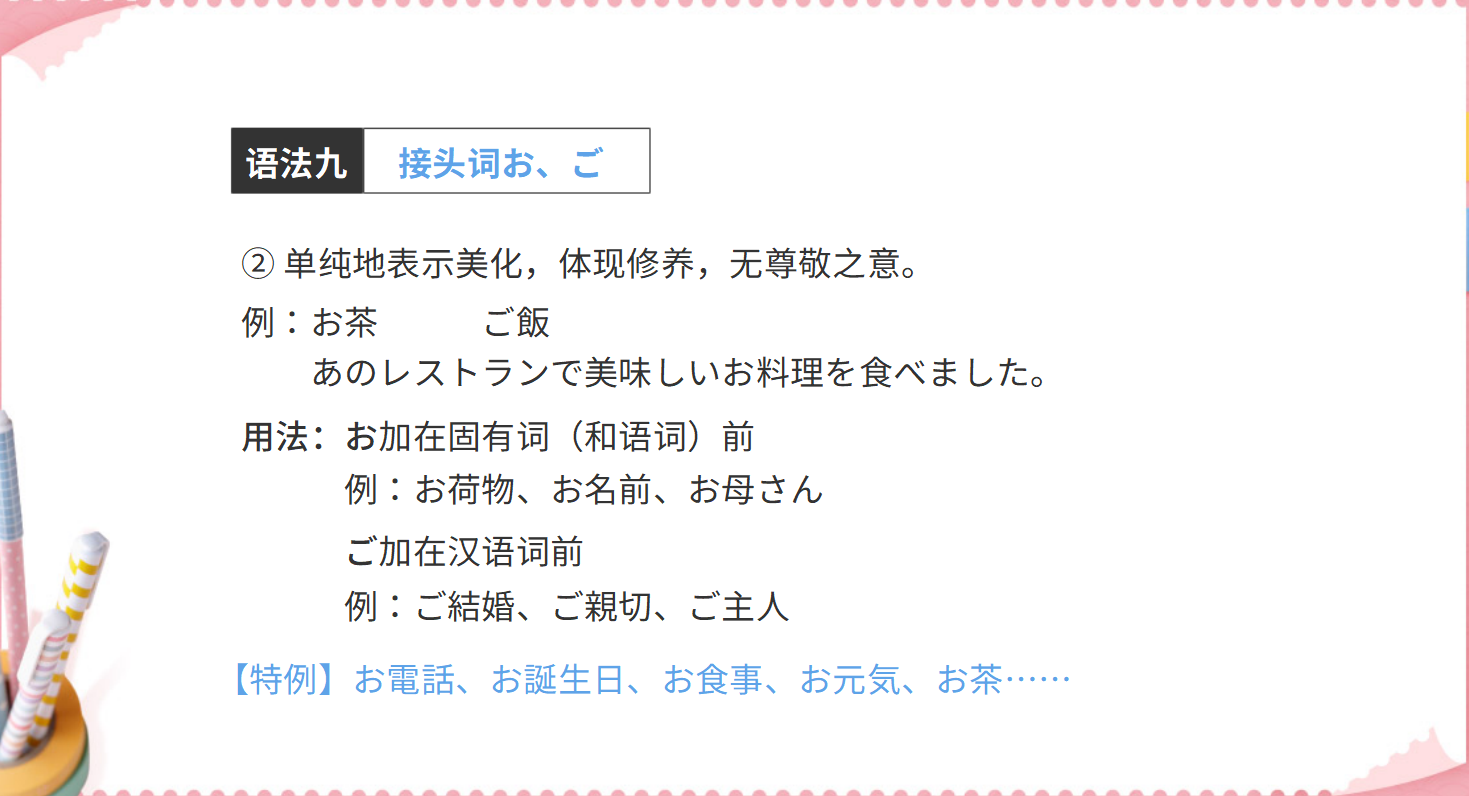 语法九 接头词お、ご
② 单纯地表示美化，体现修养，无尊敬之意。
例：お茶 ご飯
あのレストランで美味しいお料理を食べました。
用法：お加在固有词（和语词）前
例：お荷物、お名前、お母さん
ご加在汉语词前
例：ご結婚、ご親切、ご主人
【特例】お電話、お誕生日、お食事、お元気、お茶……